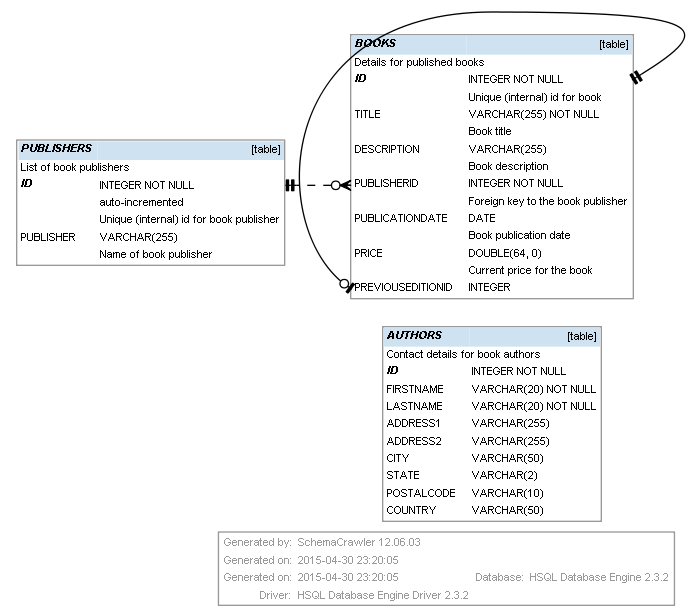 BOOKS [table]
Details for published books
ID INTEGER NOT NULL
Unique (internal) id for book
TITLE VARCHAR(255) NOT NULL
Book title
DESCRIPTION VARCHAR(255)
Book description
PUBLISHERID INTEGER NOT NULL
Foreign key to the book publisher
PUBLICATIONDATE DATE
Book publication date
PRICE DOUBLE(64, 0)
Current price for the book
PREVIOUSEDITIONID INTEGER
PUBLISHERS [table]
List of book publishers
ID INTEGER NOT NULL
auto-incremented
Unique (internal) id for book publisher
PUBLISHER VARCHAR(255)
Name of book publisher
AUTHORS [table]
Contact details for book authors
ID INTEGER NOT NULL
FIRSTNAME VARCHAR(20) NOT NULL
LASTNAME VARCHAR(20) NOT NULL
ADDRESS1 VARCHAR(255)
ADDRESS2 VARCHAR(255)
CITY VARCHAR(50)
STATE VARCHAR(2)
POSTALCODE VARCHAR(10)
COUNTRY VARCHAR(50)
Generated by: SchemaCrawler 12.06.03
Generated on: 2015-04-30 23:20:05
Generated on: 2015-04-30 23:20:05 Database: HSQL Database Engine 2.3.2
Driver: HSQL Database Engine Driver 2.3.2